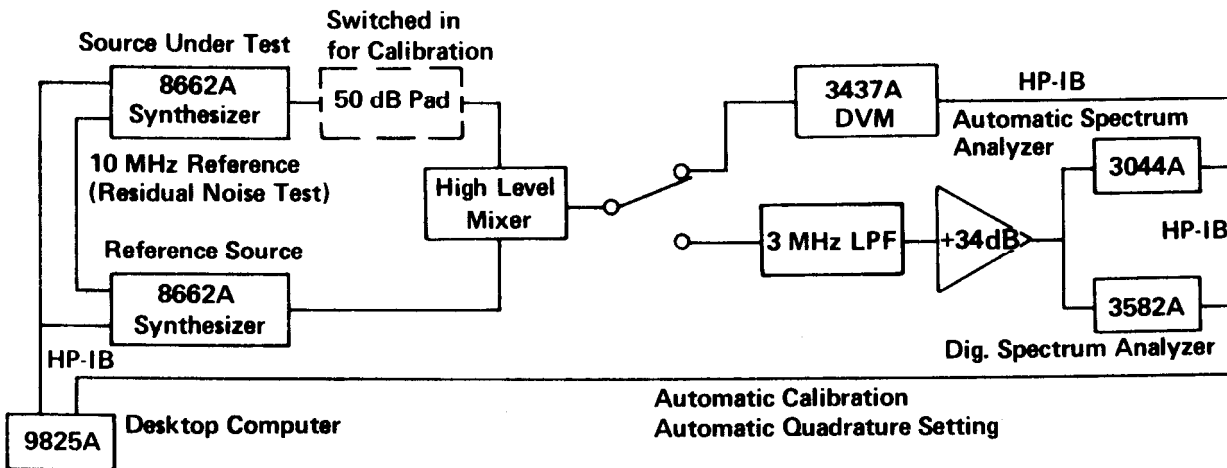 Switched in
for Calibration
Source Under Test
8662A
Synthesizer
50 dB Pad
10 MHz Reference
(Residual Noise Test)
High Level
Mixer
Reference Source
8662A
Synthesizer
HP-IB
9825A
Desktop Computer
3437A
DVM
HP-IB
Automatic Spectrum
Analyzer
3044A
3 MHz LPF
+34dB
HP-IB
3582A
Dig. Spectrum Analyzer
Automatic Calibration
Automatic Quadrature Setting